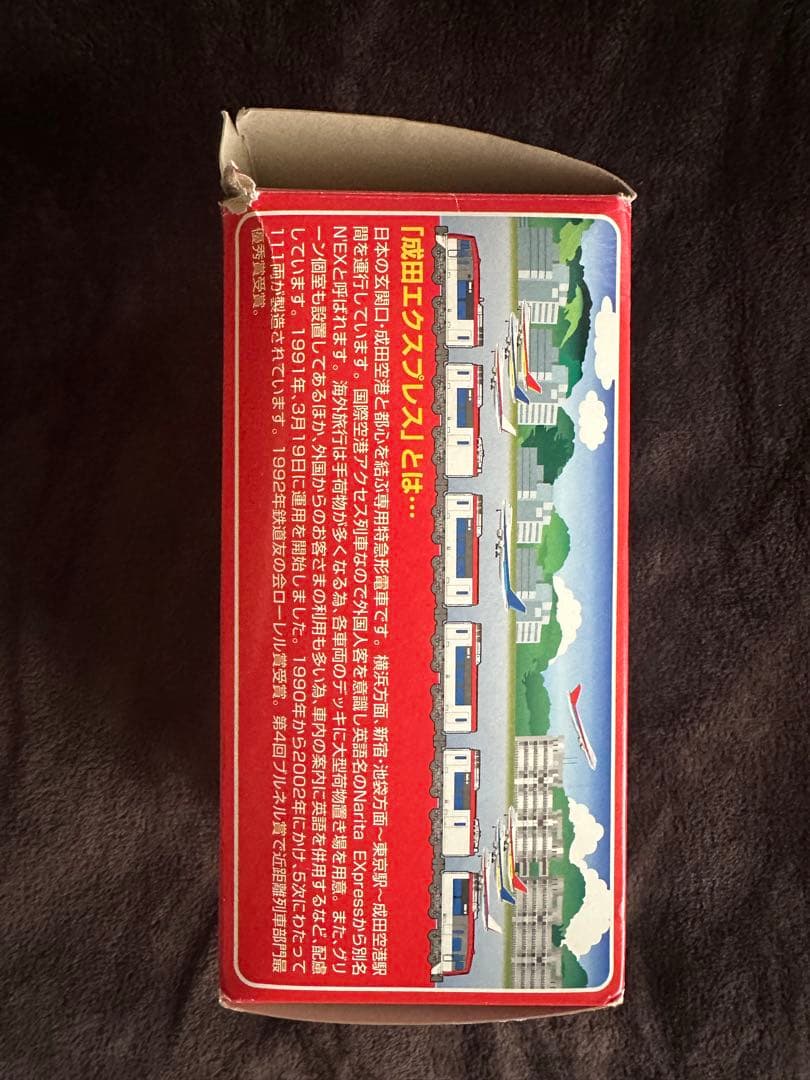 「成田エクスプレス」とは…
日本の玄関口・成田空港と都心を結ぶ専用特急形電車です。横浜方面、新宿・池袋方面〜東京駅〜成田空港駅
間を運行しています。国際空港アクセス列車なので外国人客を意識し英語名のNarita EXpressから別名
N'EXと呼ばれます。海外旅行は手荷物が多くなる為、各車両のデッキに大型荷物置き場を用意。また、グリ
ーン個室も設置してあるほか、外国からのお客さまの利用も多い為、車内の案内に英語を併用するなど、配慮
しています。1991年、3月19日に運用を開始しました。1990年から2002年にかけ、5次にわたって
111両が製造されています。1992年鉄道友の会ローレル賞受賞。第4回ブルネル賞で近距離列車部門最
優秀賞受賞。